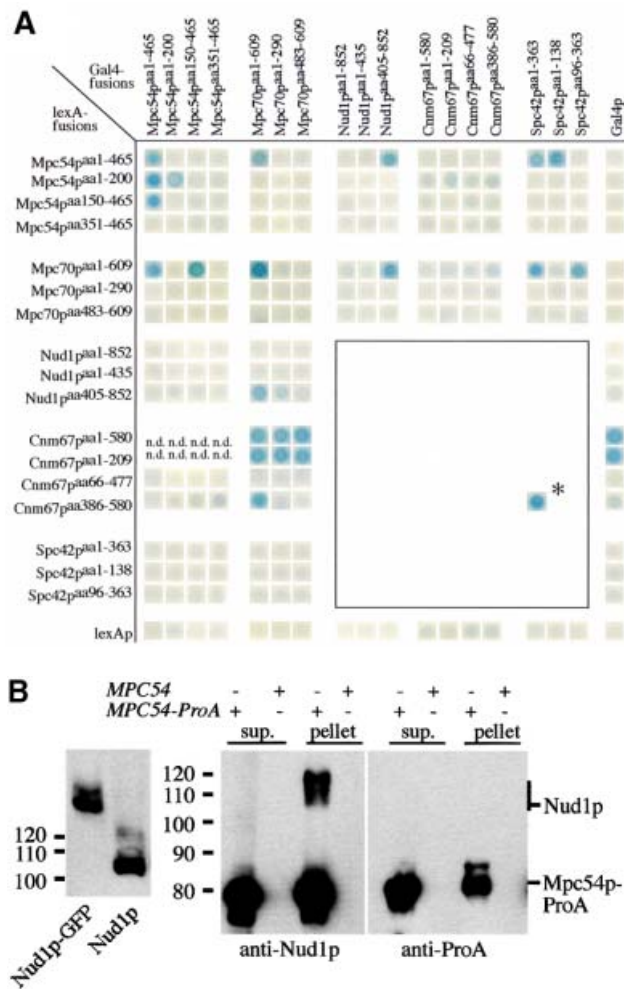 A
Gal4-
fusions
lexA-
fusions
Mpc54paa1-465
Mpc54paa1-200
Mpc54paa150-465
Mpc54paa351-465
Mpc70paa1-609
Mpc70paa1-290
Mpc70paa483-609
Nud1paa1-852
Nud1paa1-435
Nud1paa405-852
Cnm67paa1-580
Cnm67paa1-209
Cnm67paa66-477
Cnm67paa386-580
Spc42paa1-363
Spc42paa1-138
Spc42paa96-363
Gal4p
Mpc54paa1-465
Mpc54paa1-200
Mpc54paa150-465
Mpc54paa351-465
Mpc70paa1-609
Mpc70paa1-290
Mpc70paa483-609
Nud1paa1-852
Nud1paa1-435
Nud1paa405-852
Cnm67paa1-580 n.d. n.d. n.d. n.d.
Cnm67paa1-209 n.d. n.d. n.d. n.d.
Cnm67paa66-477
Cnm67paa386-580 *
Spc42paa1-363
Spc42paa1-138
Spc42paa96-363
lexAp
B
MPC54 - + - + - + - +
MPC54-ProA + - + - + - + -
sup. pellet sup. pellet
120
110
100
Nud1p-GFP
Nud1p
120
110
100
90
80
Nud1p
Mpc54p-
ProA
anti-Nud1p anti-ProA